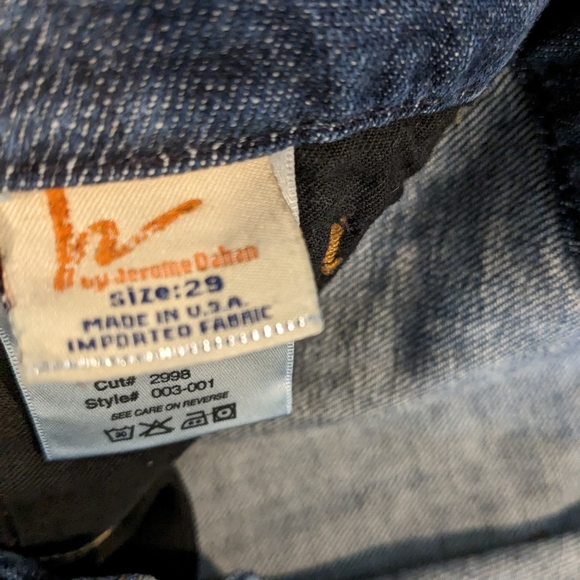 by Jerome Dahan
Size:29
MADE IN U.S.A.
IMPORTED FABRIC
Cut# 2998
Style# 003-001
SEE CARE ON REVERSE